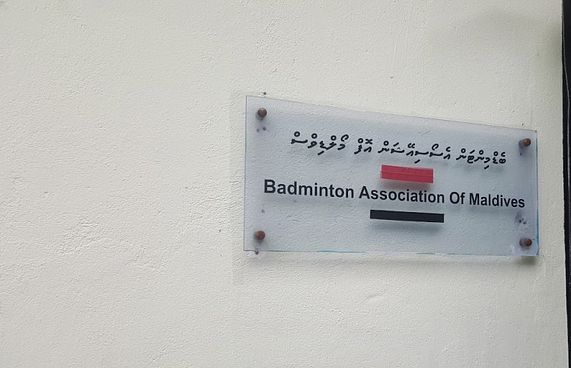 ބެޑްމިންޓަން އެސޯސިއޭޝަން އޮފް މޯލްޑިވްސް
Badminton Association Of Maldives